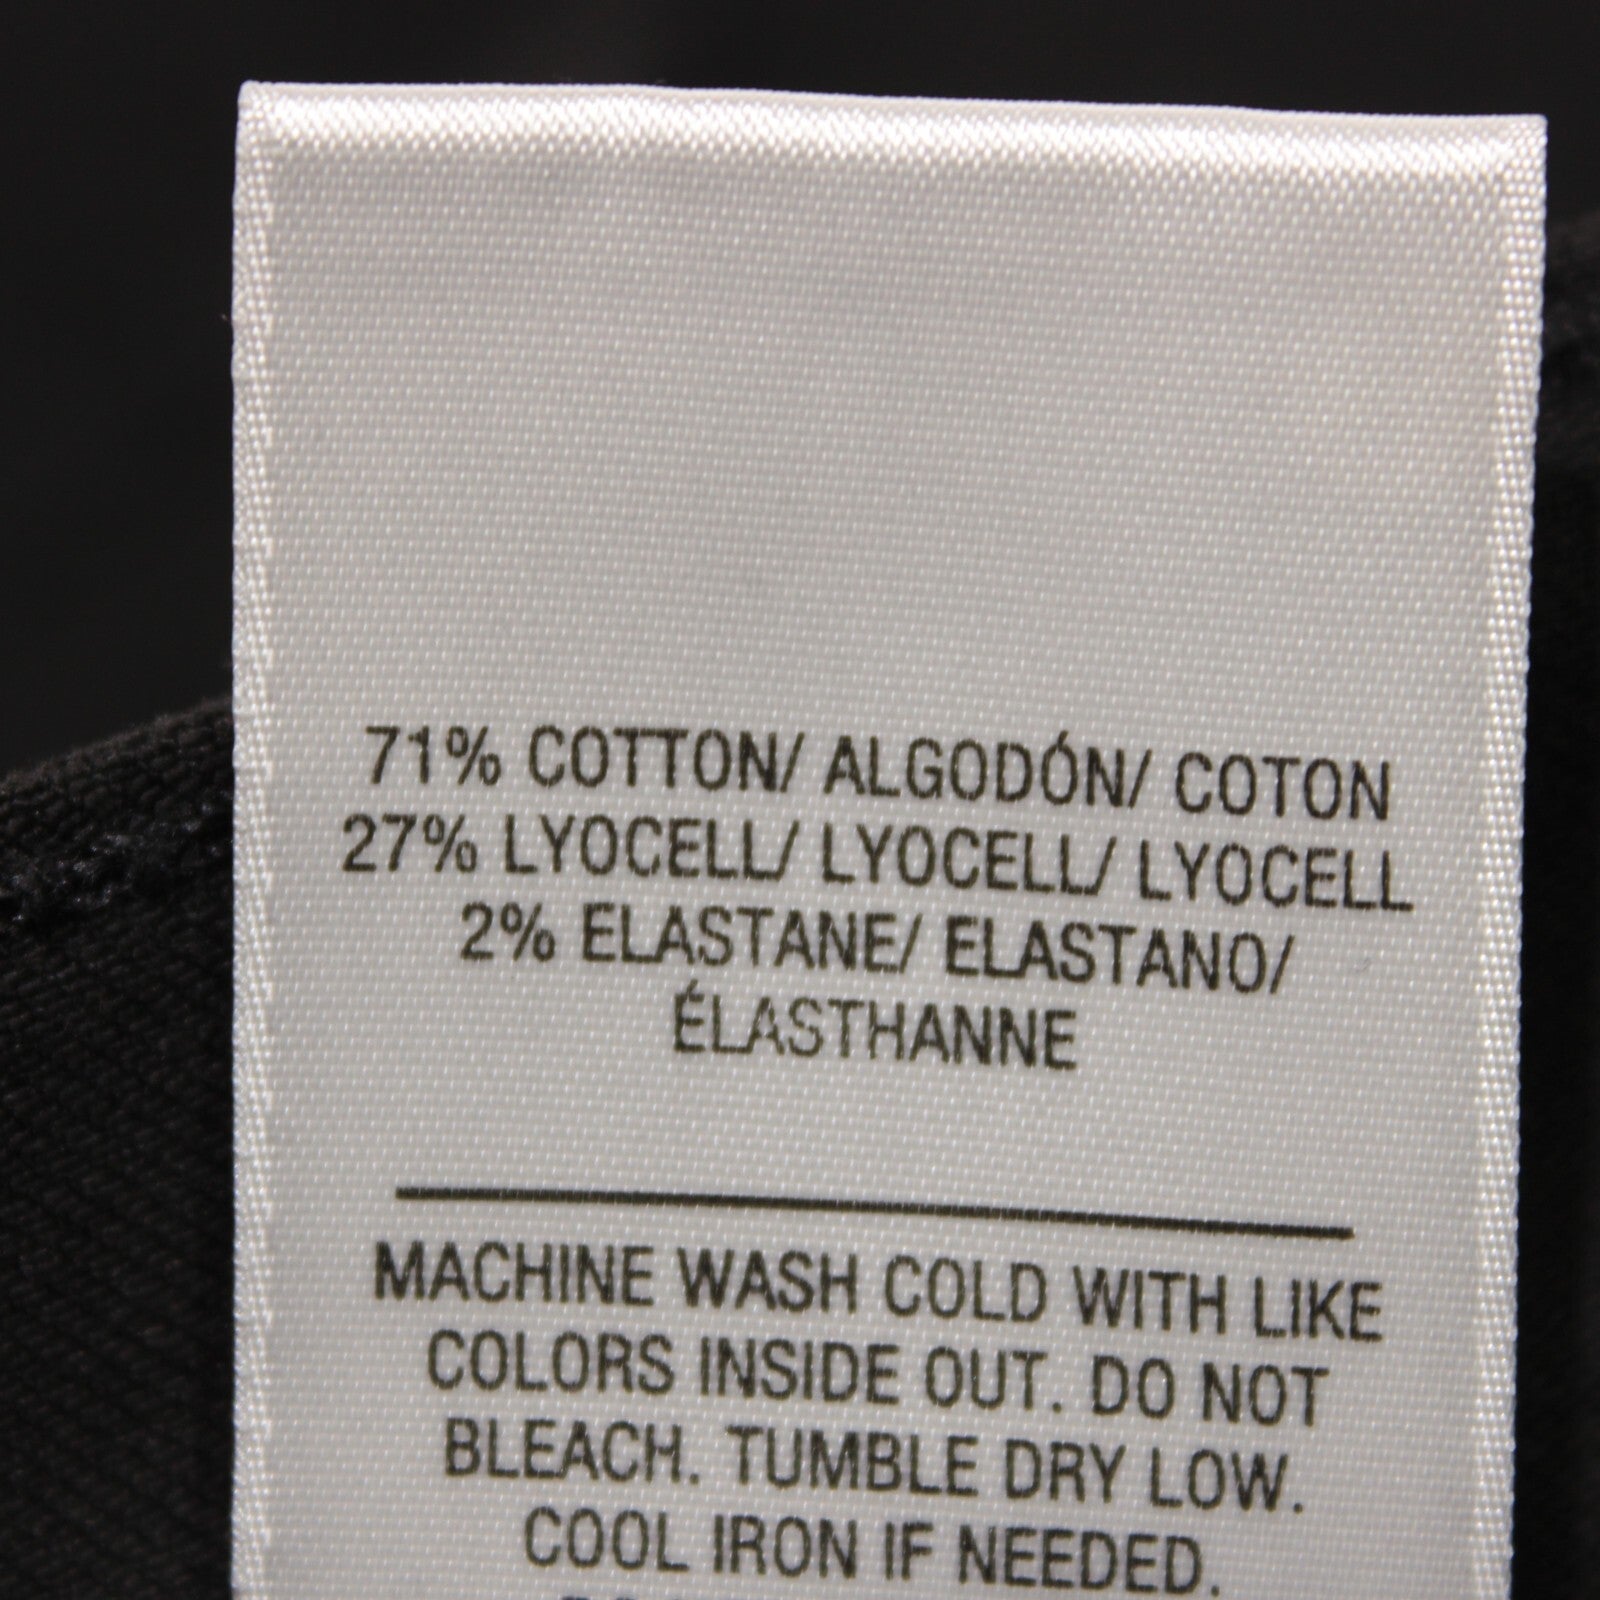 71% COTTON/ ALGODÓN/ COTON
27% LYOCELL/ LYOCELL/ LYOCELL
2% ELASTANE/ ELASTANO/
ÉLASTHANNE
MACHINE WASH COLD WITH LIKE
COLORS INSIDE OUT. DO NOT
BLEACH. TUMBLE DRY LOW.
COOL IRON IF NEEDED.